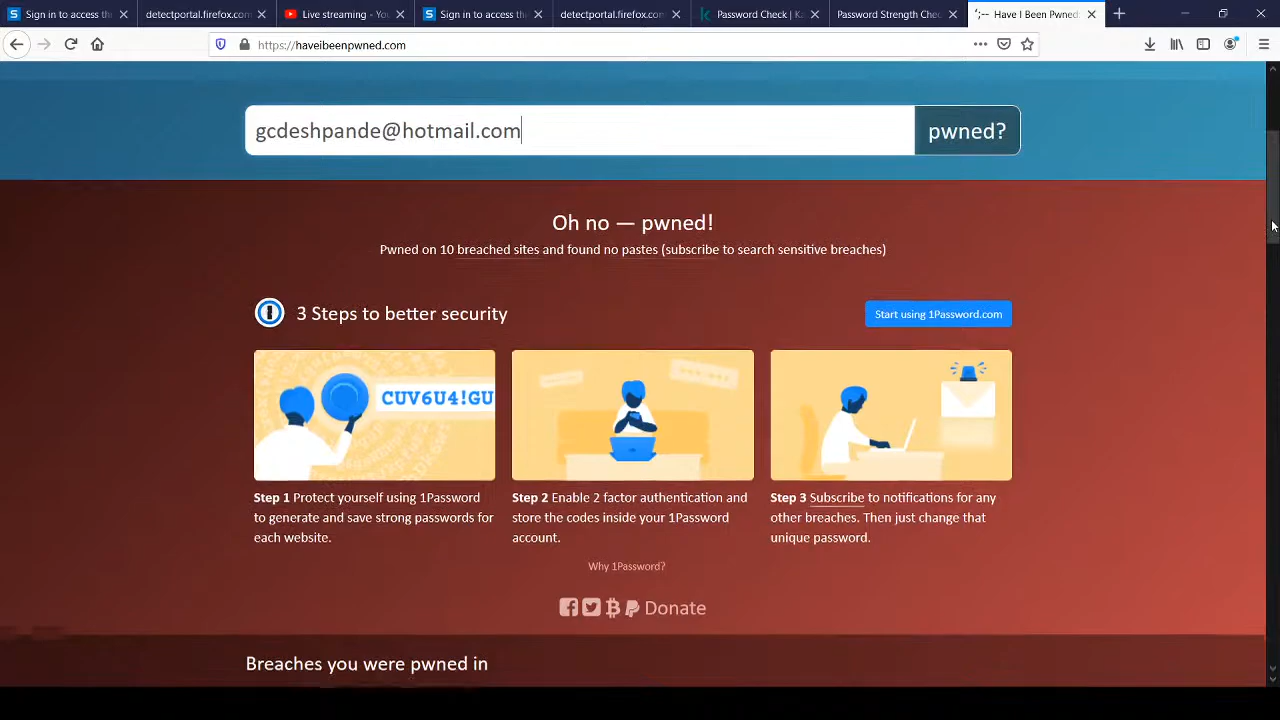 Sign in to access th
detectportal.firefox.com/
Live streaming - Yo
Sign in to access th
detectportal.firefox.com/
Password Check | Ka
Password Strength Chec
Have I Been Pwned:
https://haveibeenpwned.com
gcdeshpande@hotmail.com
pwned?
Oh no — pwned!
Pwned on 10 breached sites and found no pastes (subscribe to search sensitive breaches)
3 Steps to better security
Start using 1Password.com
CUV6U4!GU
Step 1 Protect yourself using 1Password
to generate and save strong passwords for
each website.
Step 2 Enable 2 factor authentication and
store the codes inside your 1Password
account.
Step 3 Subscribe to notifications for any
other breaches. Then just change that
unique password.
Why 1Password?
Donate
Breaches you were pwned in